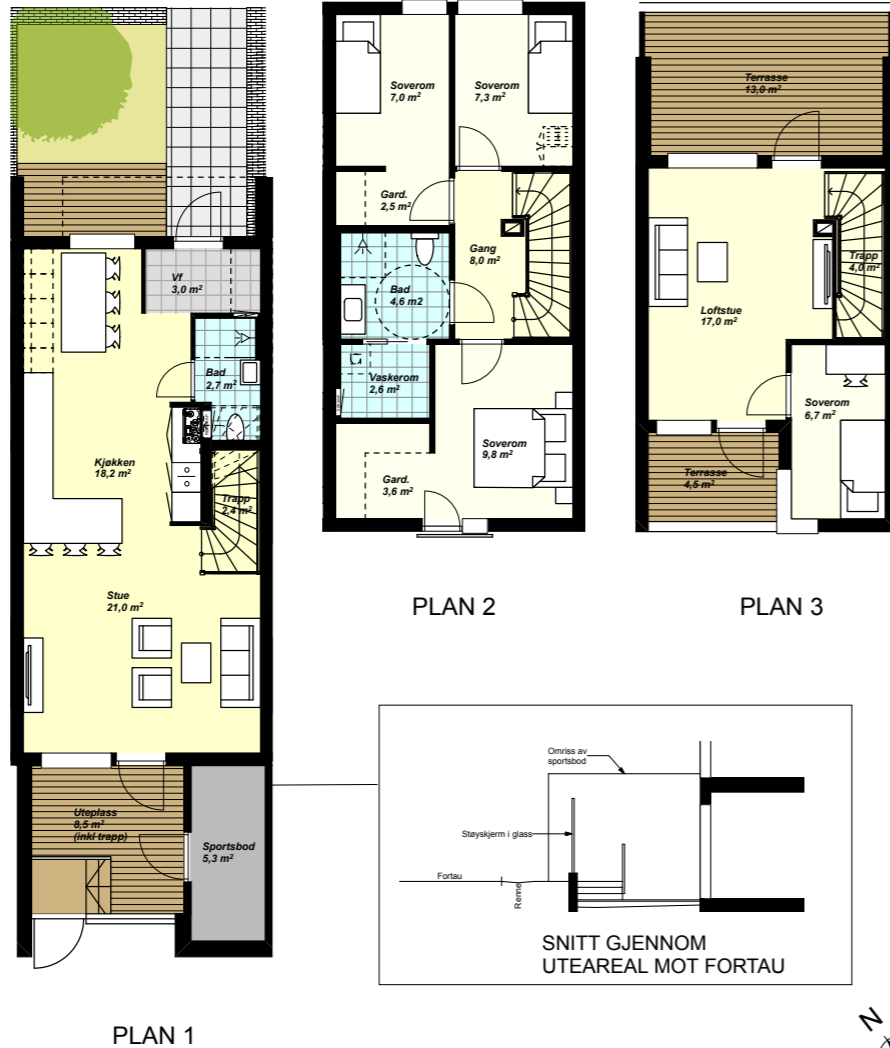 Vf
3,0 m²
Bad
2,7 m²
Kjøkken
18,2 m²
Trapp
2,4 m²
Stue
21,0 m²
Uteplass
8,5 m²
(inkl trapp)
Sportsbod
5,3 m²
PLAN 1
Soverom
7,0 m²
Soverom
7,3 m²
Gard.
2,5 m²
Gang
8,0 m²
Bad
4,6 m2
Vaskerom
2,6 m²
Soverom
9,8 m²
Gard.
3,6 m²
PLAN 2
Terrasse
13,0 m²
Trapp
4,0 m²
Loftstue
17,0 m²
Soverom
6,7 m²
Terrasse
4,5 m²
PLAN 3
Omriss av
sportsbod
Støyskjerm i glass
Fortau
Renne
SNITT GJENNOM
UTEAREAL MOT FORTAU
N